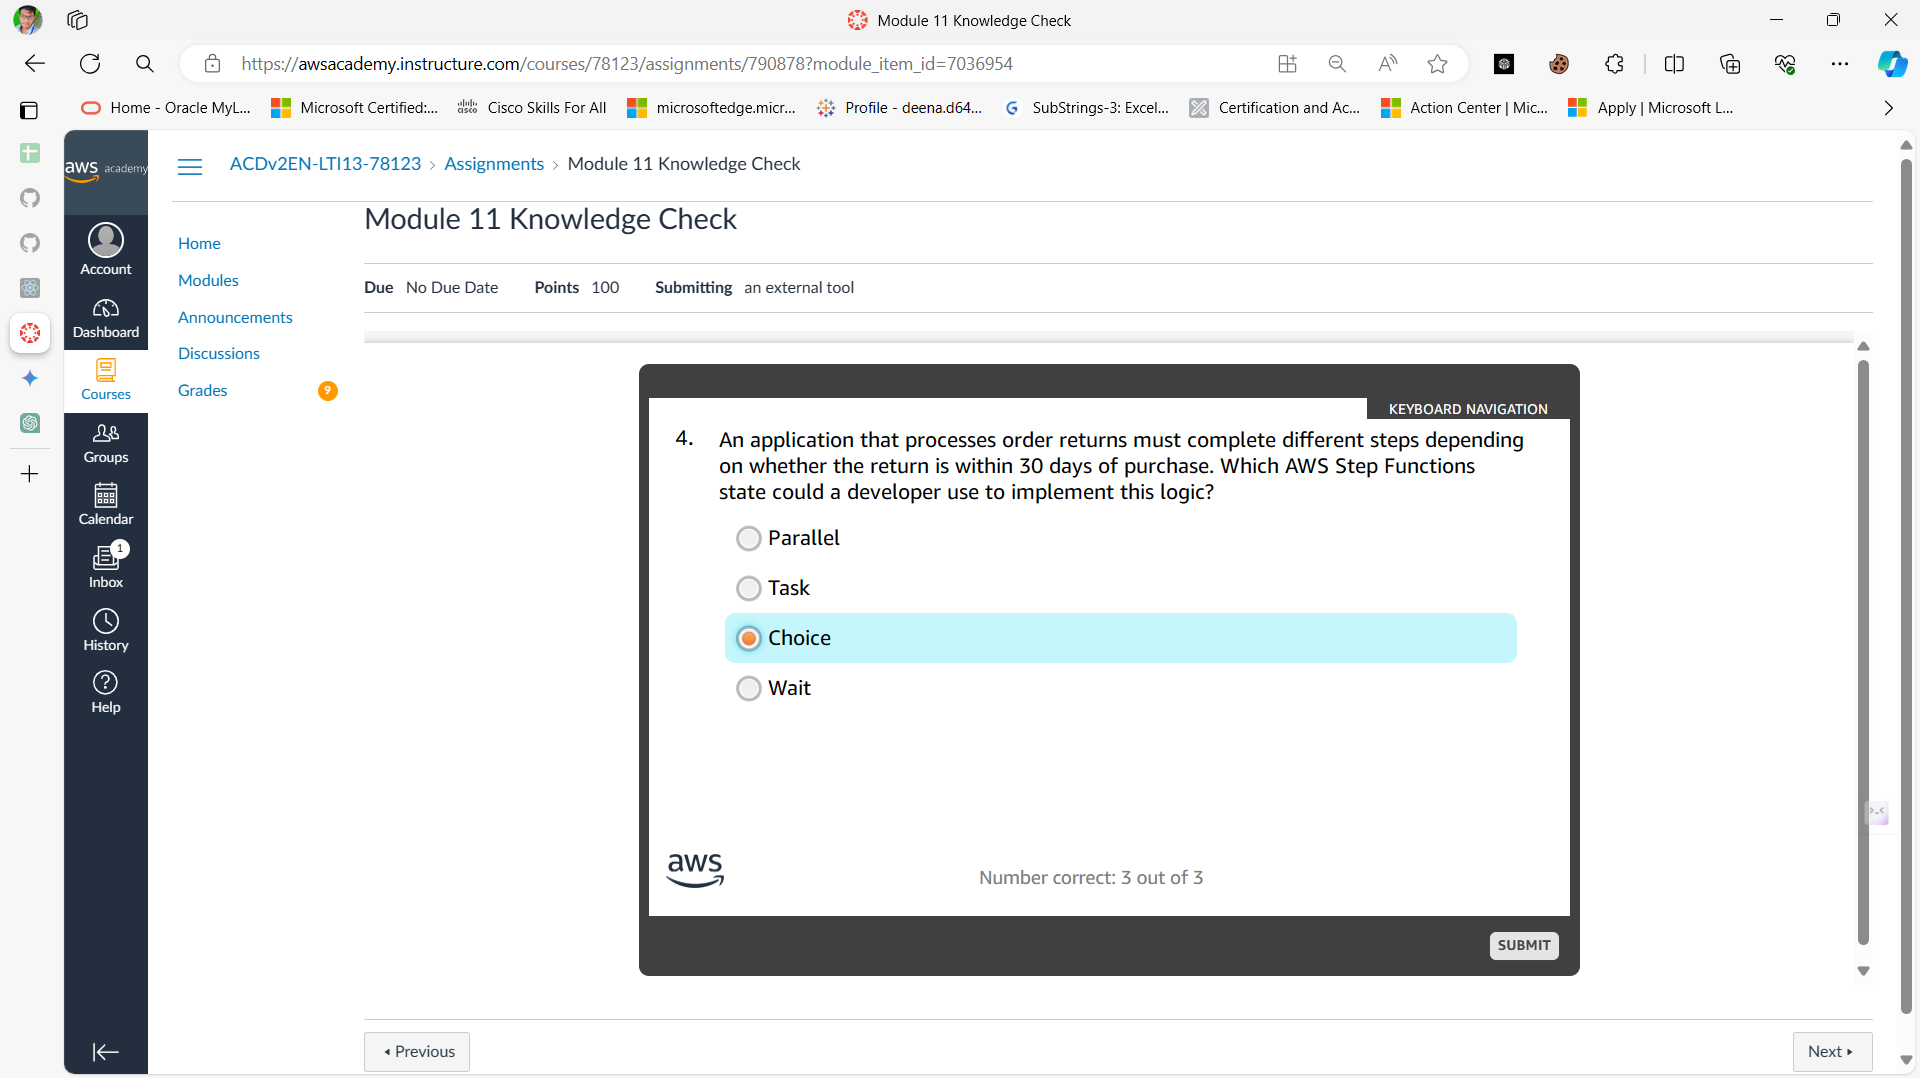 Module 11 Knowledge Check
https://awsacademy.instructure.com/courses/78123/assignments/790878?module_item_id=7036954
Home - Oracle MyL...
Microsoft Certified:...
Cisco Skills For All
microsoftedge.micr...
Profile - deena.d64...
SubStrings-3: Excel...
Certification and Ac...
Action Center | Mic...
Apply | Microsoft L...
aws academy
ACDv2EN-LTI13-78123 > Assignments > Module 11 Knowledge Check
Account
Dashboard
Courses
Groups
Calendar
1
Inbox
History
Help
Home
Modules
Announcements
Discussions
Grades 9
Module 11 Knowledge Check
Due No Due Date Points 100 Submitting an external tool
KEYBOARD NAVIGATION
4. An application that processes order returns must complete different steps depending
on whether the return is within 30 days of purchase. Which AWS Step Functions
state could a developer use to implement this logic?
Parallel
Task
Choice
Wait
aws
Number correct: 3 out of 3
SUBMIT
Previous
Next